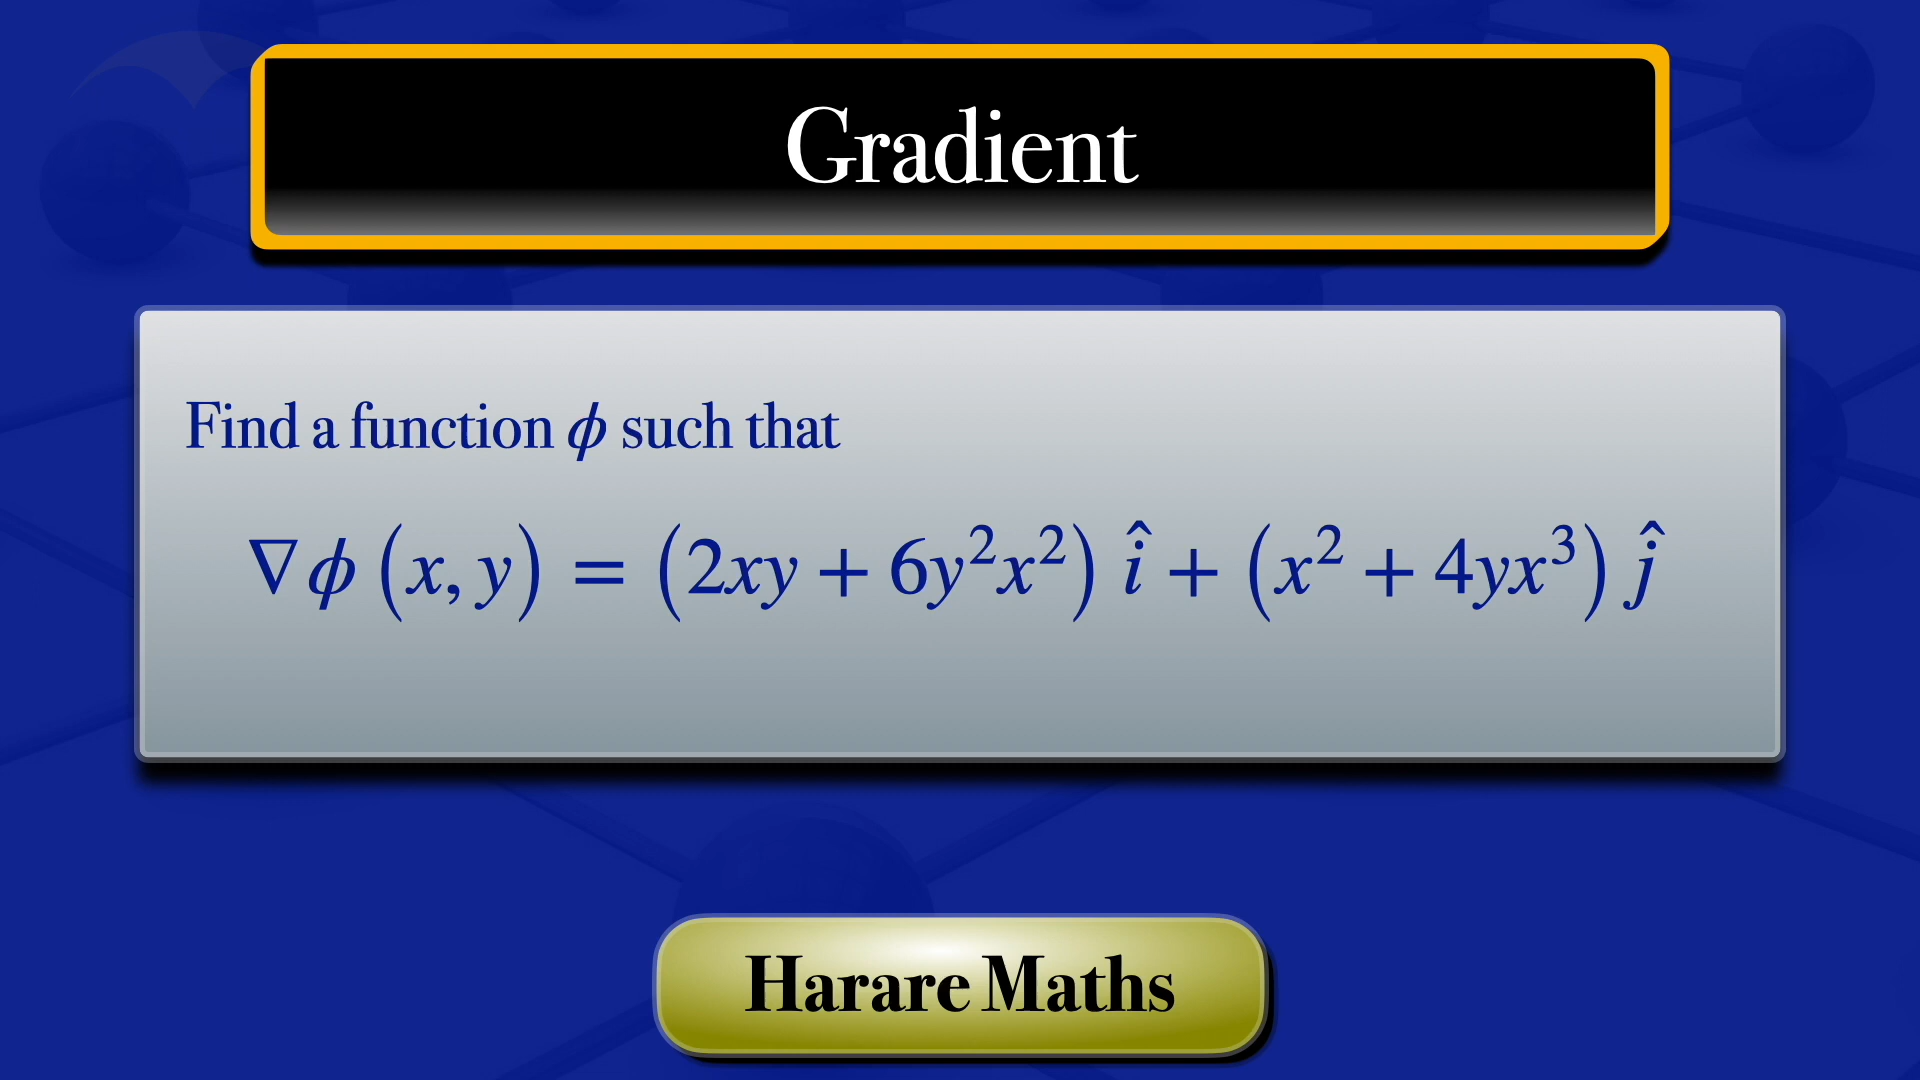 Gradient
Find a function ϕ such that
∇ϕ (x, y) = (2xy + 6y²x²) î + (x² + 4yx³) ĵ
Harare Maths